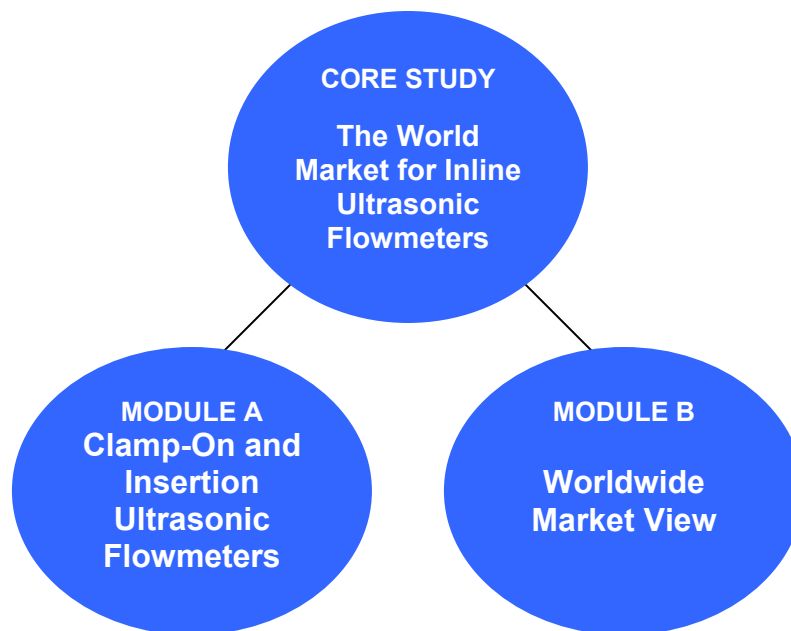 CORE STUDY
The World
Market for Inline
Ultrasonic
Flowmeters
MODULE A
Clamp-On and
Insertion
Ultrasonic
Flowmeters
MODULE B
Worldwide
Market View